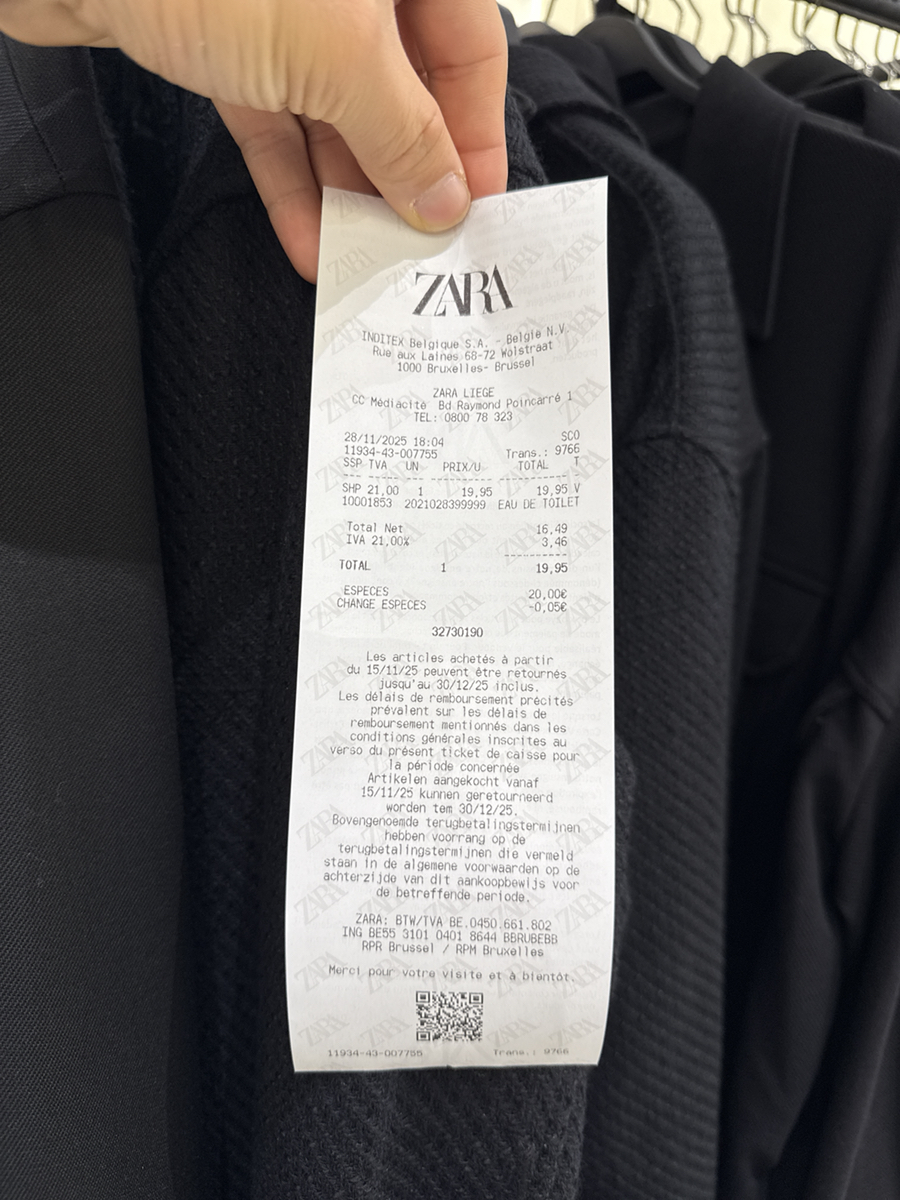 ZARA
INDITEX Belgique S.A. - Belgie N.V
Rue aux Laines 68-72 Wolstraat
1000 Bruxelles- Brussel
ZARA LIEGE
CC Médiacité Bd Raymond Poincarré 1
TEL: 0800 78 323
28/11/2025 18:04 SCO
11934-43-007755 Trans.: 9766
SSP TVA UN PRIX/U TOTAL T
SHP 21,00 1 19,95 19,95 V
10001853 2021028399999 EAU DE TOILET
Total Net 16,49
IVA 21,00% 3,46
TOTAL 1 19,95
ESPECES 20,00€
CHANGE ESPECES -0,05€
32730190
Les articles achetés à partir
du 15/11/25 peuvent être retournés
jusqu'au 30/12/25 inclus.
Les délais de remboursement précités
prévalent sur les délais de
remboursement mentionnés dans les
conditions générales inscrites au
verso du présent ticket de caisse pour
la période concernée
Artikelen aangekocht vanaf
15/11/25 kunnen geretourneerd
worden tem 30/12/25.
Bovengenoemde terugbetalingstermijnen
hebben voorrang op de
terugbetalingstermijnen die vermeld
staan in de algemene voorwaarden op de
achterzijde van dit aankoopbewijs voor
de betreffende periode.
ZARA: BTW/TVA BE.0450.661.802
ING BE55 3101 0401 8644 BBRUBEBB
RPR Brussel / RPM Bruxelles
Merci pour votre visite et à bientôt.
11934-43-007755 Trans.: 9766